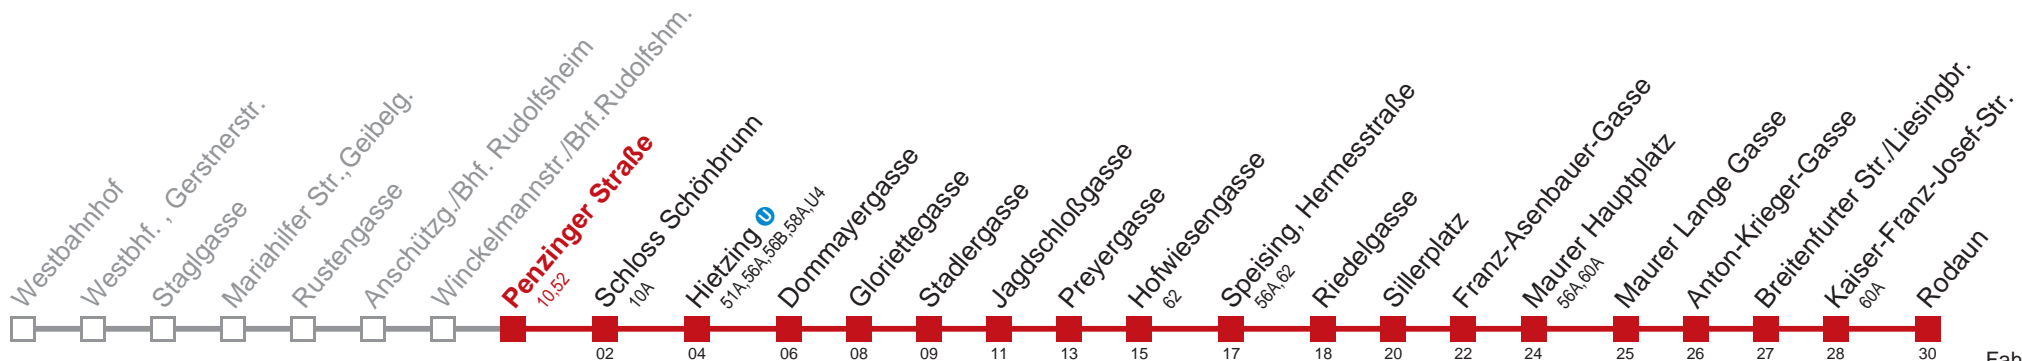 Westbahnhof
Westbhf. , Gerstnerstr.
Staglgasse
Mariahilfer Str.,Geibelg.
Rustengasse
Anschützg./Bhf. Rudolfsheim
Winckelmannstr./Bhf.Rudolfshm.
Penzinger Straße
10,52
Schloss Schönbrunn
10A
Hietzing U
51A,56A,56B,58A,U4
Dommayergasse
Gloriettegasse
Stadlergasse
Jagdschloßgasse
Preyergasse
Hofwiesengasse
62
Speising, Hermesstraße
56A,62
Riedelgasse
Sillerplatz
Franz-Asenbauer-Gasse
Maurer Hauptplatz
56A,60A
Maurer Lange Gasse
Anton-Krieger-Gasse
Breitenfurter Str./Liesingbr.
Kaiser-Franz-Josef-Str.
60A
Rodaun
02 04 06 08 09 11 13 15 17 18 20 22 24 25 26 27 28 30 Fah